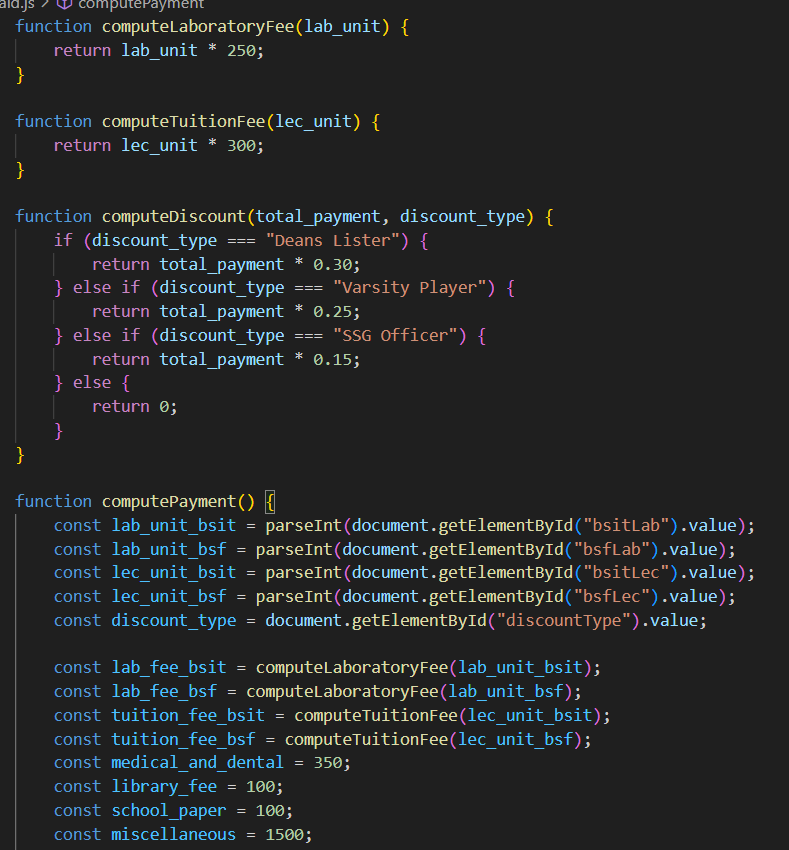 ald.js > computePayment
function computeLaboratoryFee(lab_unit) {
    return lab_unit * 250;
}

function computeTuitionFee(lec_unit) {
    return lec_unit * 300;
}

function computeDiscount(total_payment, discount_type) {
    if (discount_type === "Deans Lister") {
        return total_payment * 0.30;
    } else if (discount_type === "Varsity Player") {
        return total_payment * 0.25;
    } else if (discount_type === "SSG Officer") {
        return total_payment * 0.15;
    } else {
        return 0;
    }
}

function computePayment() {
    const lab_unit_bsit = parseInt(document.getElementById("bsitLab").value);
    const lab_unit_bsf = parseInt(document.getElementById("bsfLab").value);
    const lec_unit_bsit = parseInt(document.getElementById("bsitLec").value);
    const lec_unit_bsf = parseInt(document.getElementById("bsfLec").value);
    const discount_type = document.getElementById("discountType").value;

    const lab_fee_bsit = computeLaboratoryFee(lab_unit_bsit);
    const lab_fee_bsf = computeLaboratoryFee(lab_unit_bsf);
    const tuition_fee_bsit = computeTuitionFee(lec_unit_bsit);
    const tuition_fee_bsf = computeTuitionFee(lec_unit_bsf);
    const medical_and_dental = 350;
    const library_fee = 100;
    const school_paper = 100;
    const miscellaneous = 1500;